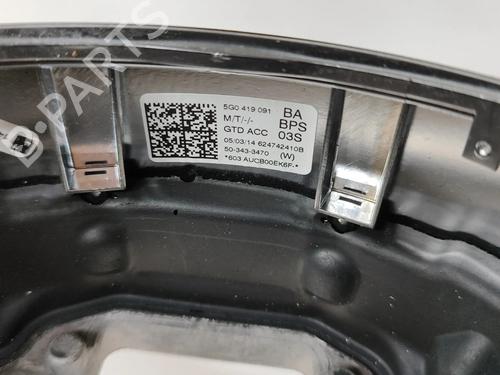 5G0 419 091 BA
M/T/-/- BPS
GTD ACC 03S
05/03/14 624742410B
50-343-3470 (W)
*603 AUCB00EK6F-*
B-PARTS